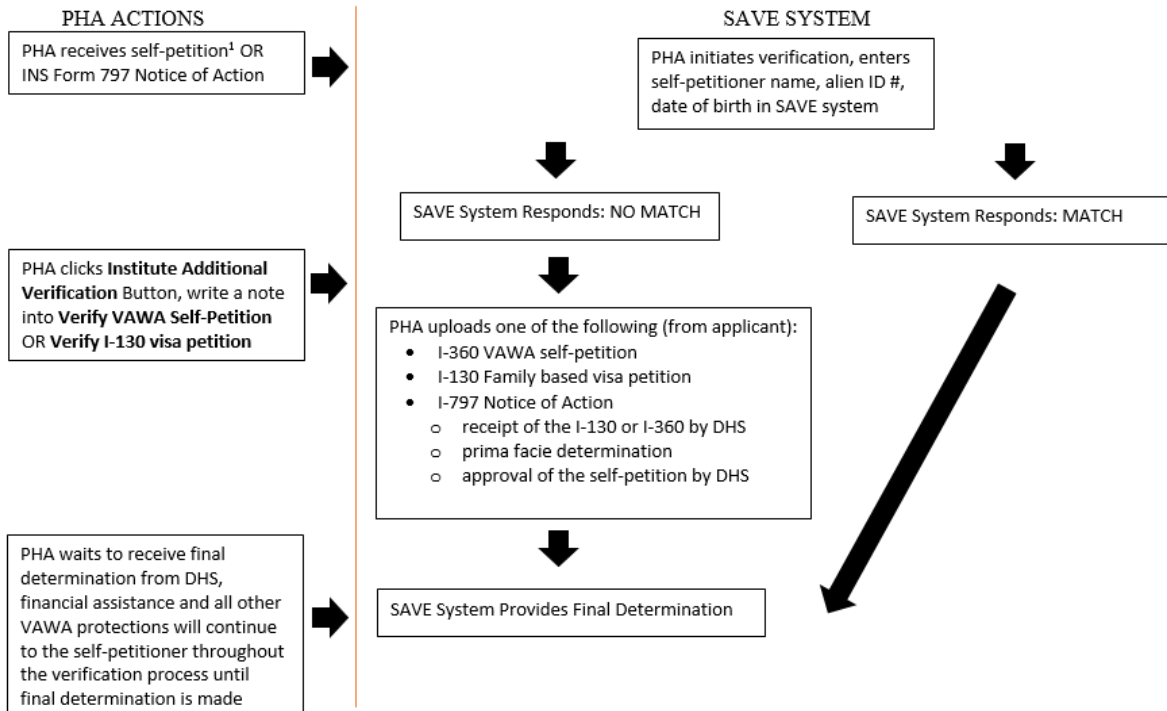 PHA ACTIONS
SAVE SYSTEM
PHA receives self-petition¹ OR
INS Form 797 Notice of Action
PHA initiates verification, enters
self-petitioner name, alien ID #,
date of birth in SAVE system
SAVE System Responds: NO MATCH
SAVE System Responds: MATCH
PHA clicks Institute Additional
Verification Button, write a note
into Verify VAWA Self-Petition
OR Verify I-130 visa petition
PHA uploads one of the following (from applicant):
• I-360 VAWA self-petition
• I-130 Family based visa petition
• I-797 Notice of Action
o receipt of the I-130 or I-360 by DHS
o prima facie determination
o approval of the self-petition by DHS
PHA waits to receive final
determination from DHS,
financial assistance and all other
VAWA protections will continue
to the self-petitioner throughout
the verification process until
final determination is made
SAVE System Provides Final Determination